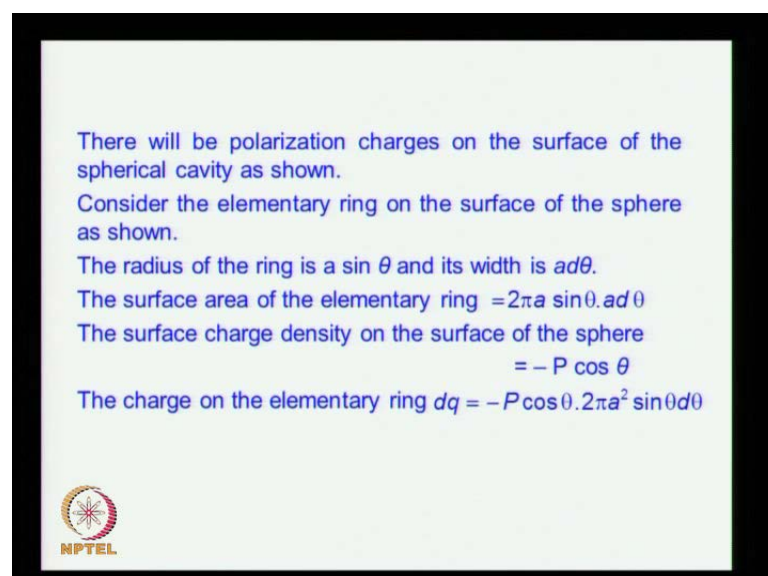 There will be polarization charges on the surface of the
spherical cavity as shown.
Consider the elementary ring on the surface of the sphere
as shown.
The radius of the ring is a sin θ and its width is adθ.
The surface area of the elementary ring =2πa sinθ.ad θ
The surface charge density on the surface of the sphere
= – P cos θ
The charge on the elementary ring dq = –Pcosθ.2πa² sinθdθ
NPTEL